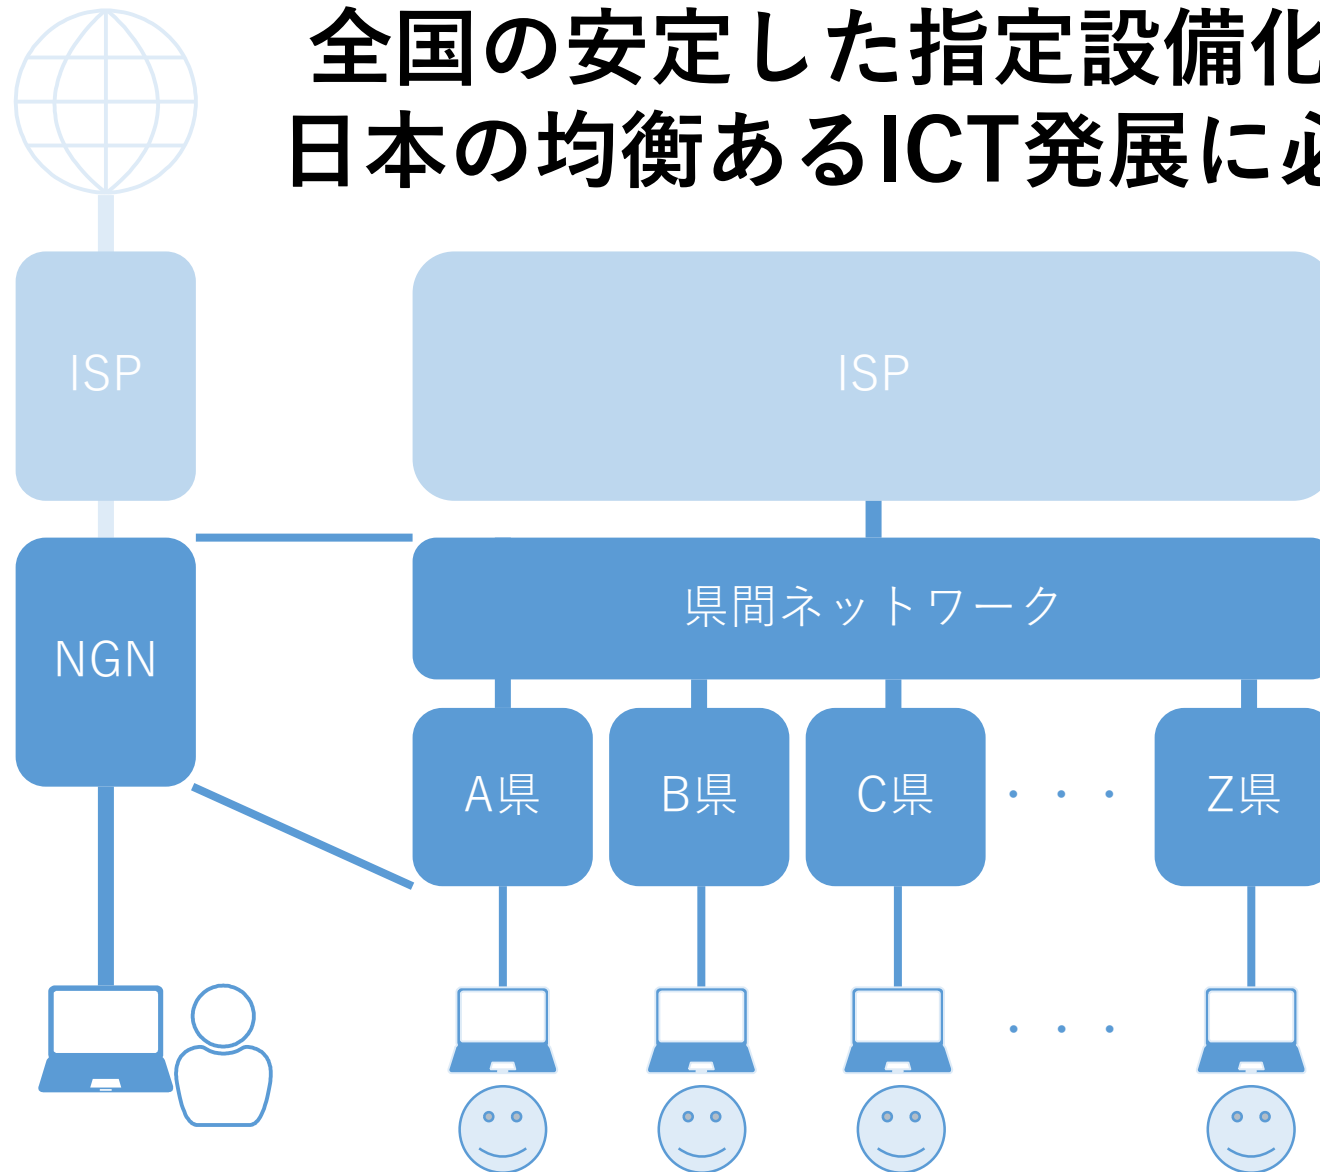 全国の安定した指定設備化
日本の均衡あるICT発展に必
ISP
ISP
県間ネットワーク
NGN
A県
B県
C県
・・・
Z県
・・・